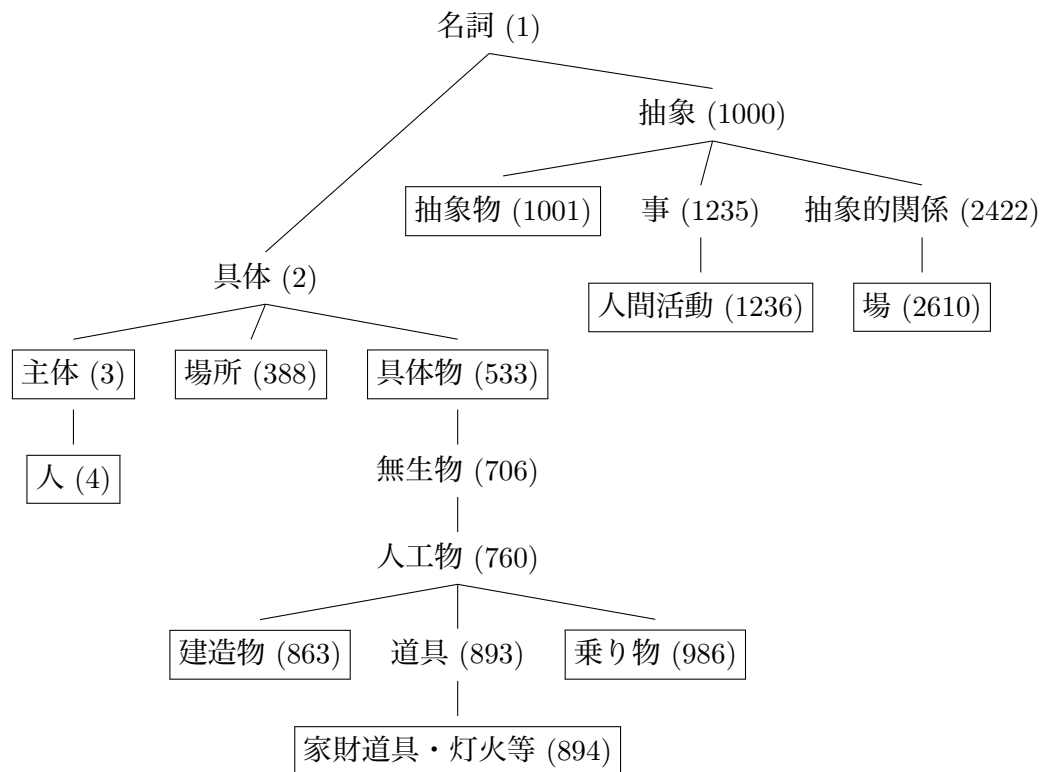 名詞 (1)
抽象 (1000)
抽象物 (1001)
事 (1235)
抽象的関係 (2422)
具体 (2)
人間活動 (1236)
場 (2610)
主体 (3)
場所 (388)
具体物 (533)
人 (4)
無生物 (706)
人工物 (760)
建造物 (863)
道具 (893)
乗り物 (986)
家財道具・灯火等 (894)